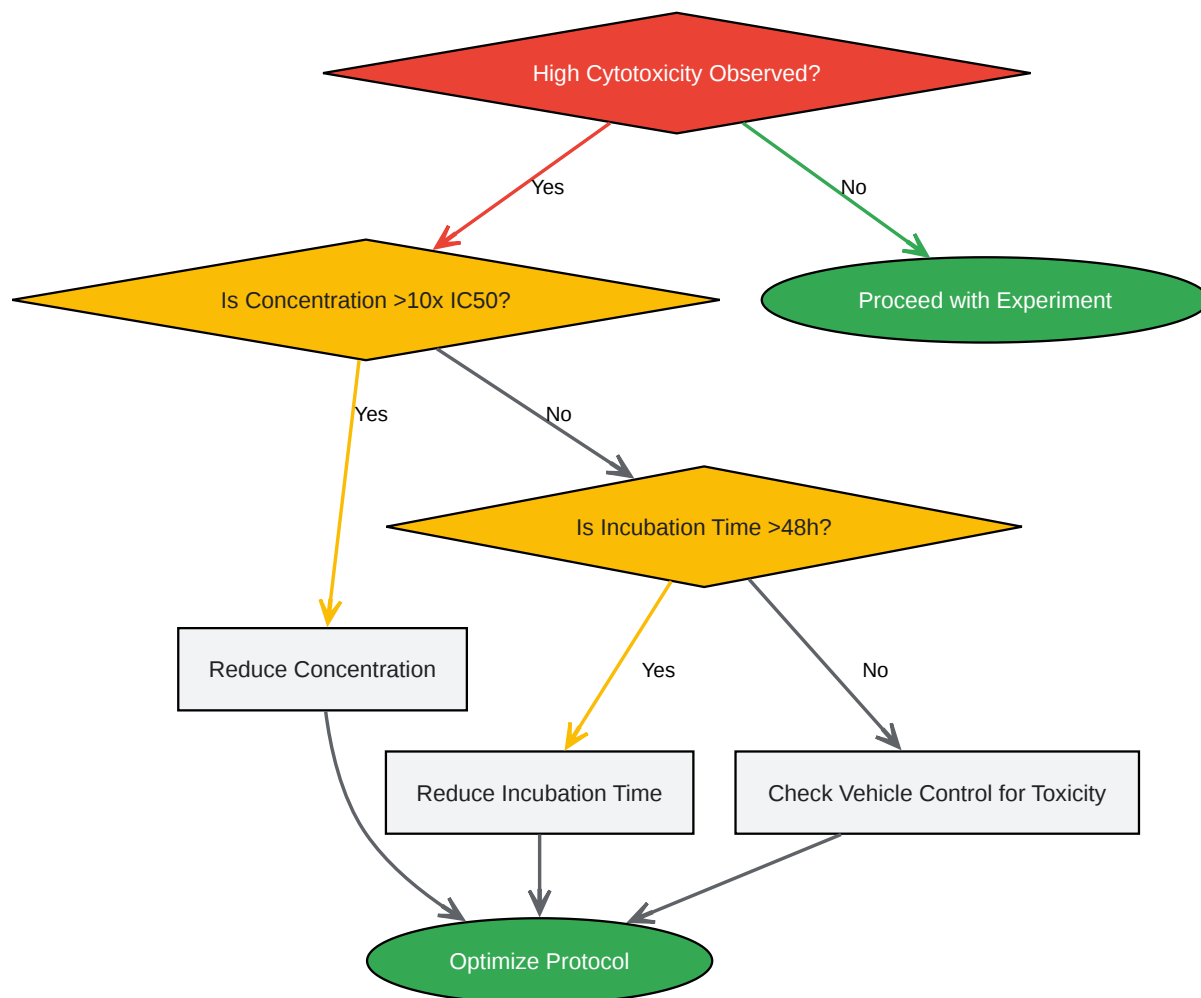 High Cytotoxicity Observed?
Yes
No
Is Concentration >10x IC50?
Proceed with Experiment
Yes
No
Is Incubation Time >48h?
Reduce Concentration
Yes
No
Reduce Incubation Time
Check Vehicle Control for Toxicity
Optimize Protocol